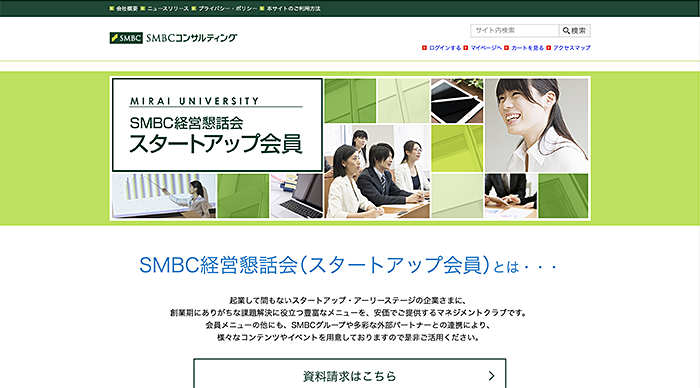 会社概要 ニュースリリース プライバシー・ポリシー 本サイトのご利用方法
SMBC SMBCコンサルティング
サイト内検索 検索
ログインする マイページへ カートを見る アクセスマップ
MIRAI UNIVERSITY
SMBC経営懇話会
スタートアップ会員
SMBC経営懇話会（スタートアップ会員）とは・・・
起業して間もないスタートアップ・アーリーステージの企業さまに、
創業期にありがちな課題解決に役立つ豊富なメニューを、安価でご提供するマネジメントクラブです。
会員メニューの他にも、SMBCグループや多彩な外部パートナーとの連携により、
様々なコンテンツやイベントを用意しておりますので是非ご活用ください。
資料請求はこちら